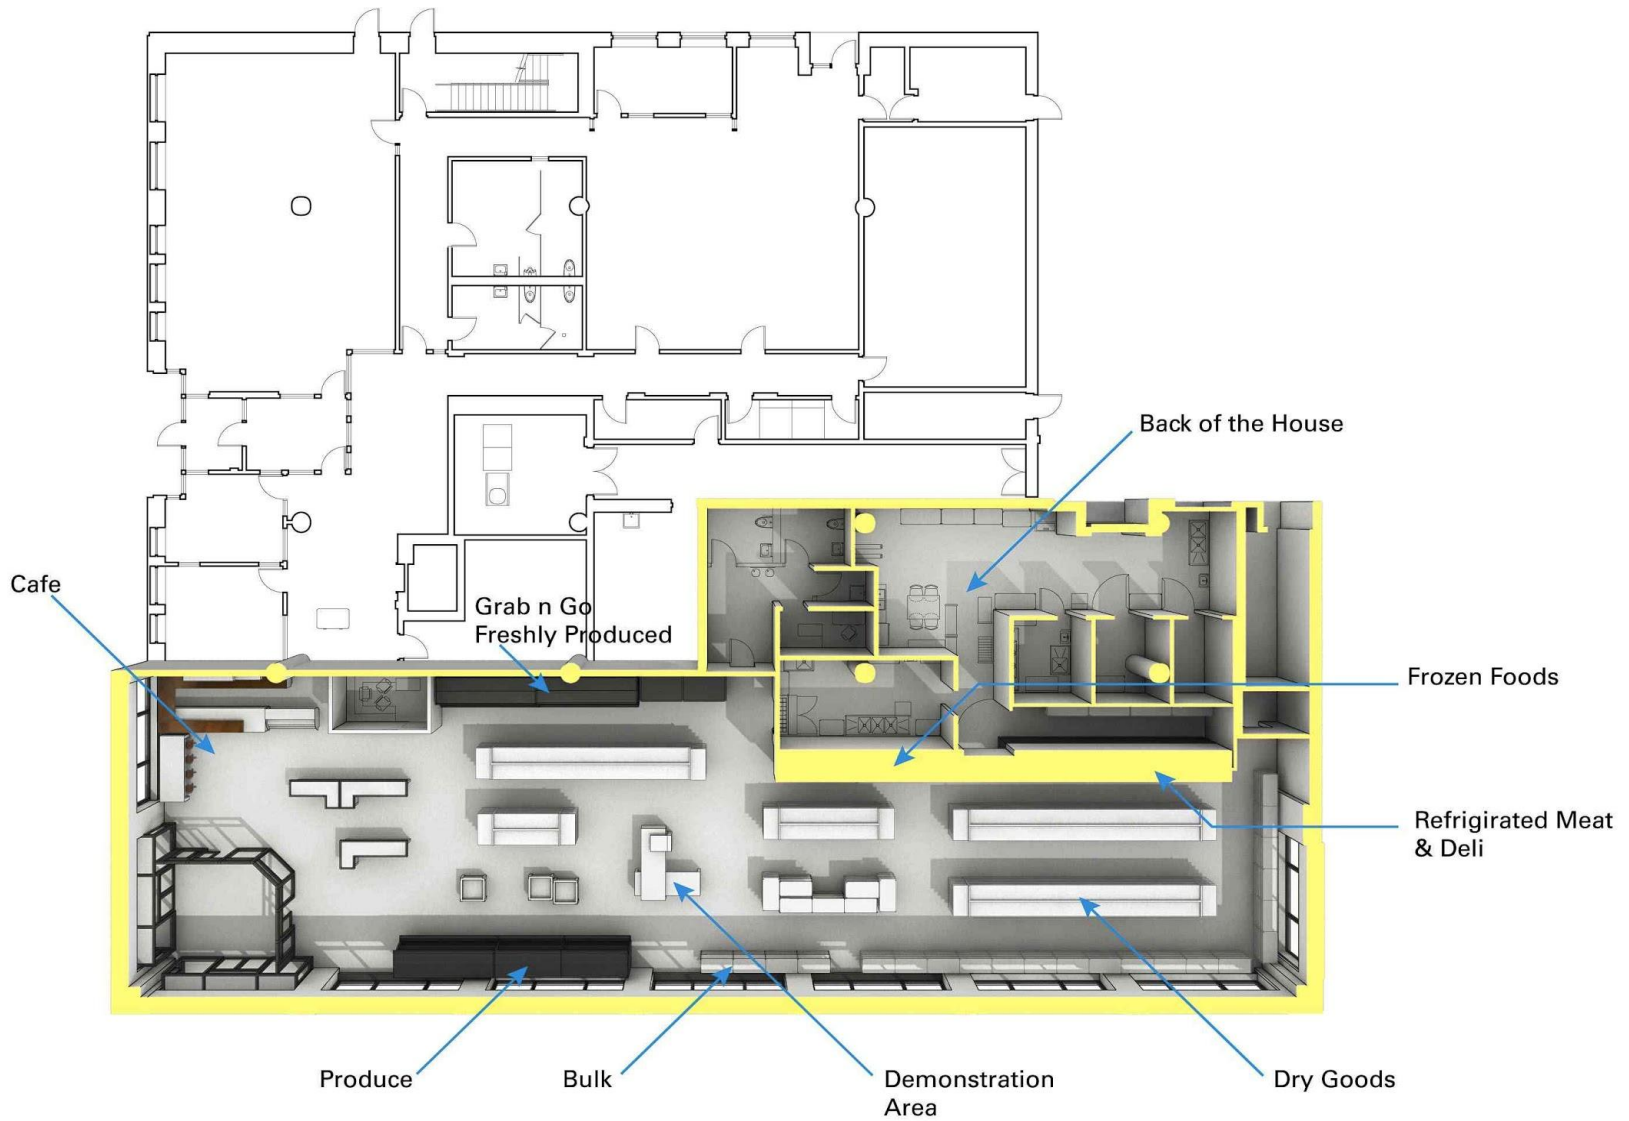 Back of the House
Cafe
Grab n Go
Freshly Produced
Frozen Foods
Refrigirated Meat
& Deli
Produce
Bulk
Demonstration
Area
Dry Goods